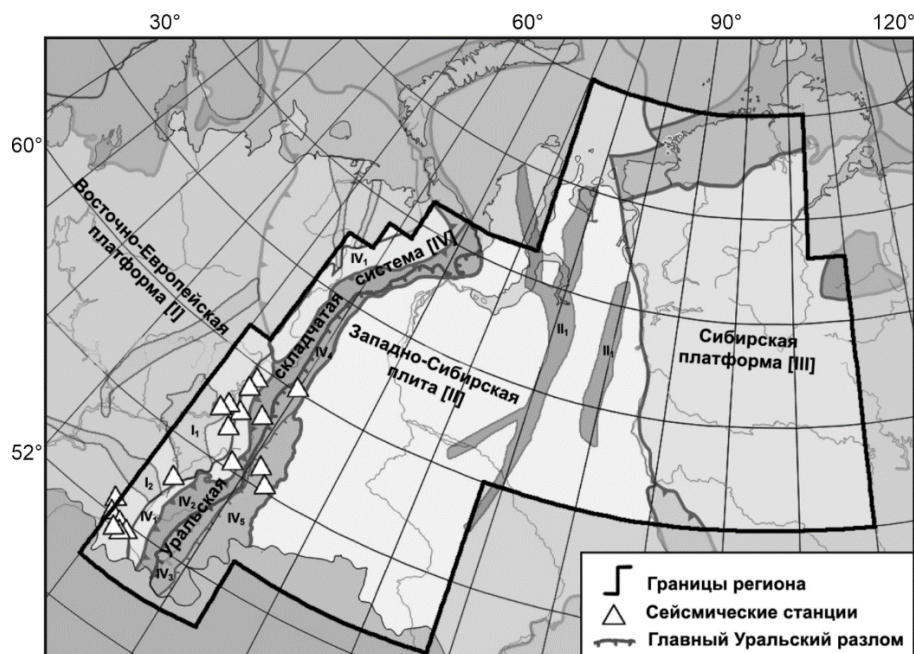 30°
60°
90°
120°
60°
52°
Восточно-Европейская
платформа [I]
IV₁
система [IV]
складчатая
Уральская
IV₄
Западно-Сибирская
плита [II]
II₁
II₁
Сибирская
платформа [III]
I₁
I₂
IV₂
IV₁
IV₅
IV₃
Границы региона
Сейсмические станции
Главный Уральский разлом